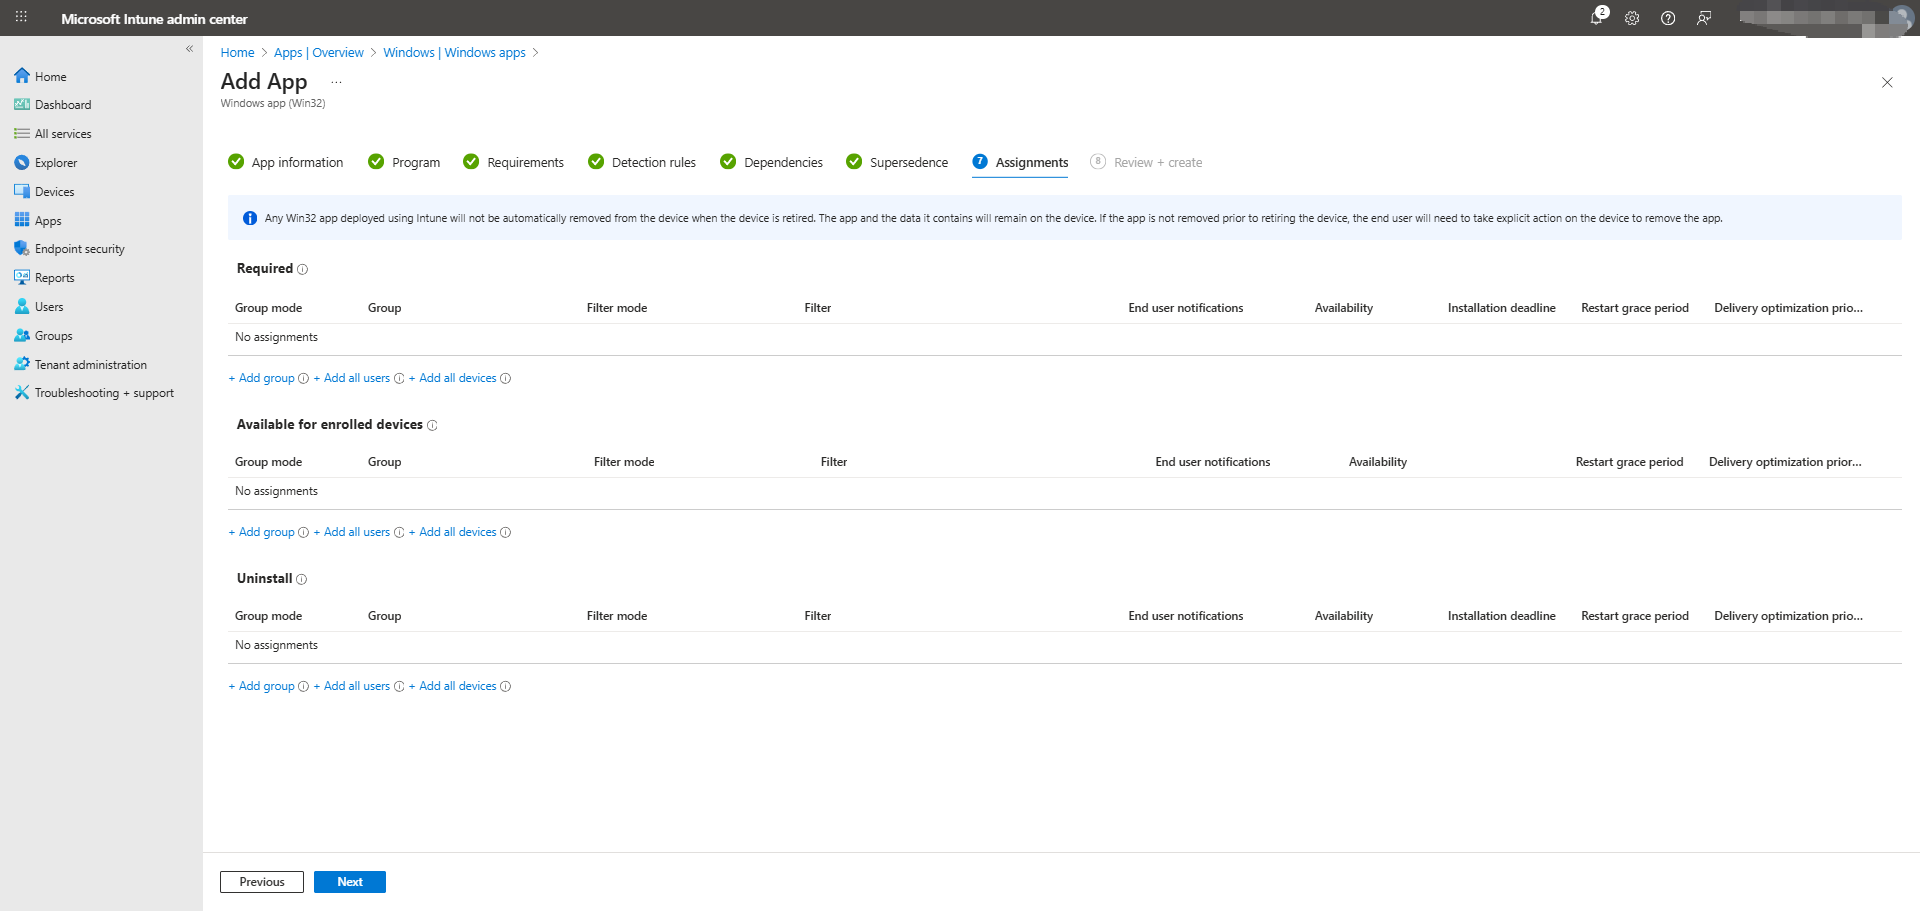 Microsoft Intune admin center
2
«
Home
Dashboard
All services
Explorer
Devices
Apps
Endpoint security
Reports
Users
Groups
Tenant administration
Troubleshooting + support
Home > Apps | Overview > Windows | Windows apps >
Add App ...
Windows app (Win32)
App information Program Requirements Detection rules Dependencies Supersedence 7 Assignments 8 Review + create
Any Win32 app deployed using Intune will not be automatically removed from the device when the device is retired. The app and the data it contains will remain on the device. If the app is not removed prior to retiring the device, the end user will need to take explicit action on the device to remove the app.
Required
Group mode Group Filter mode Filter End user notifications Availability Installation deadline Restart grace period Delivery optimization prio...
No assignments
+ Add group + Add all users + Add all devices
Available for enrolled devices
Group mode Group Filter mode Filter End user notifications Availability Restart grace period Delivery optimization prior...
No assignments
+ Add group + Add all users + Add all devices
Uninstall
Group mode Group Filter mode Filter End user notifications Availability Installation deadline Restart grace period Delivery optimization prio...
No assignments
+ Add group + Add all users + Add all devices
Previous Next